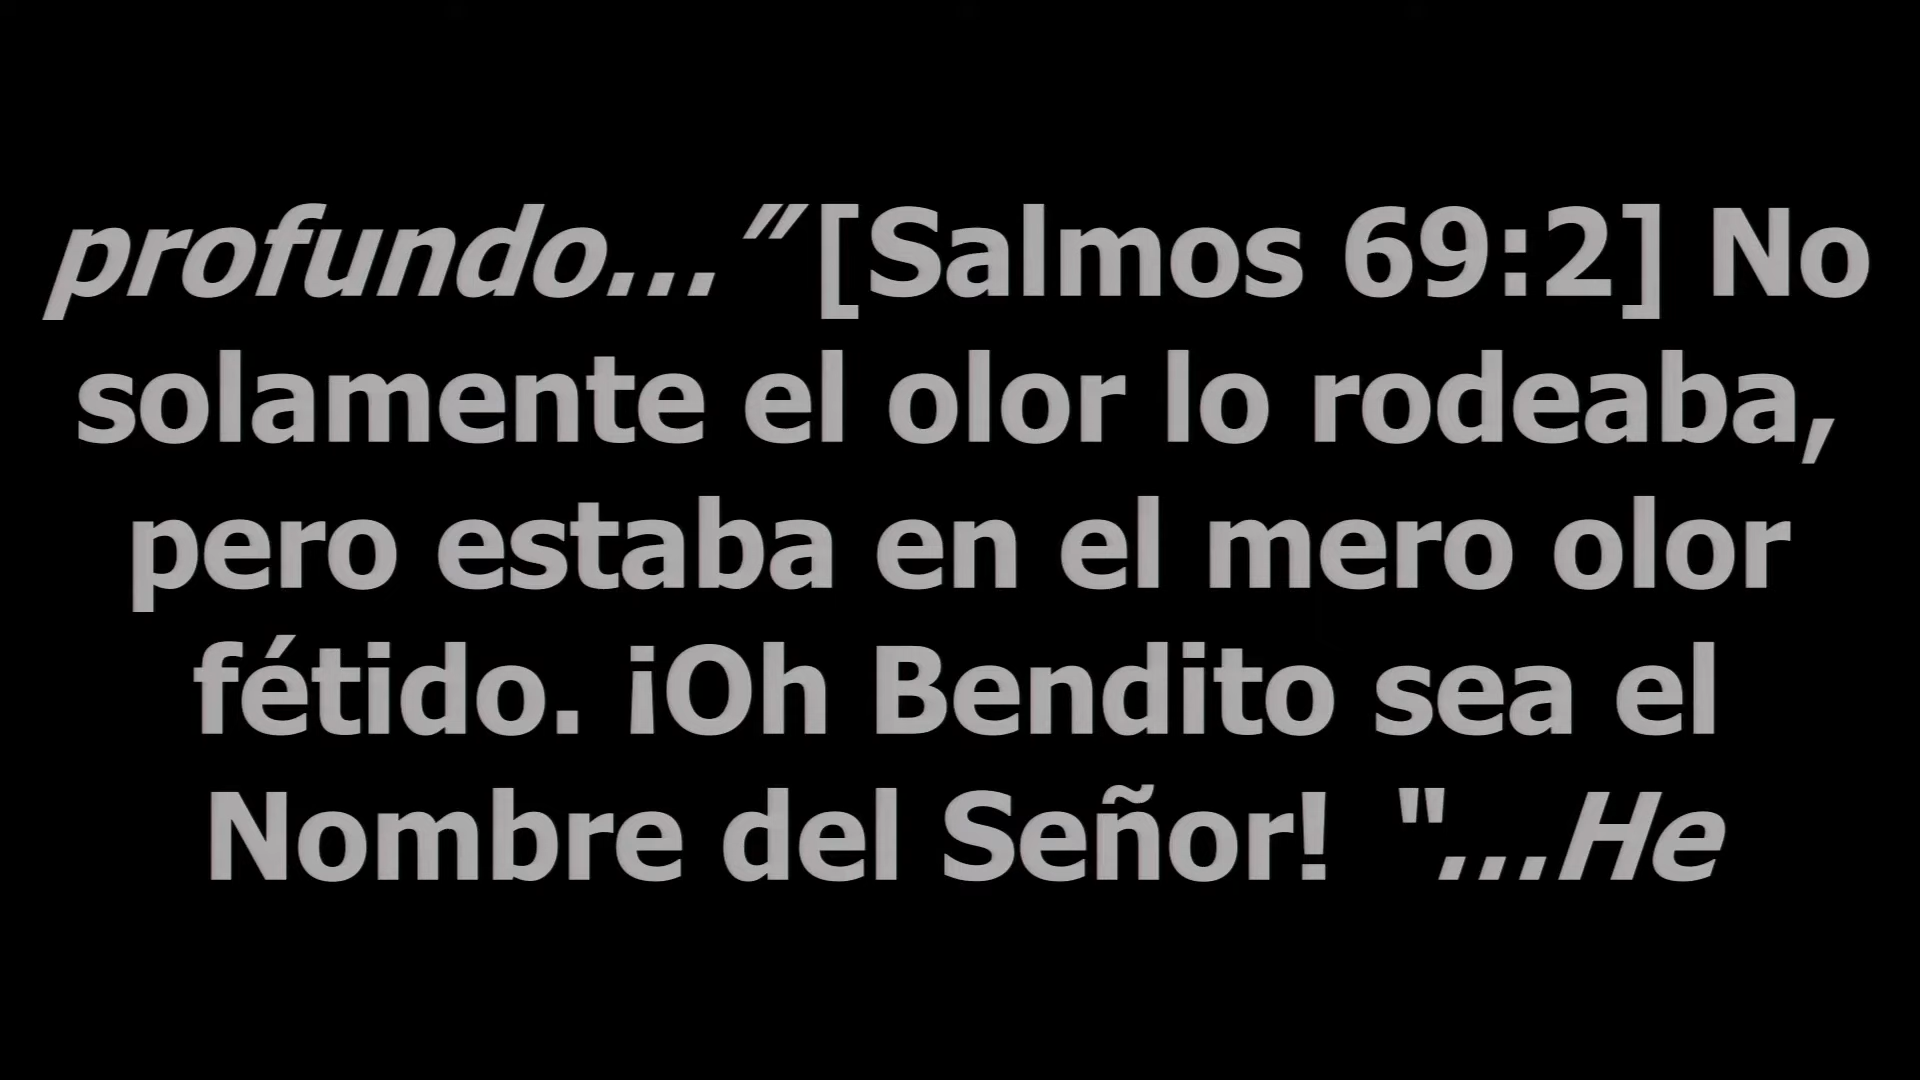 profundo...” [Salmos 69:2] No
solamente el olor lo rodeaba,
pero estaba en el mero olor
fétido. ¡Oh Bendito sea el
Nombre del Señor! "...He